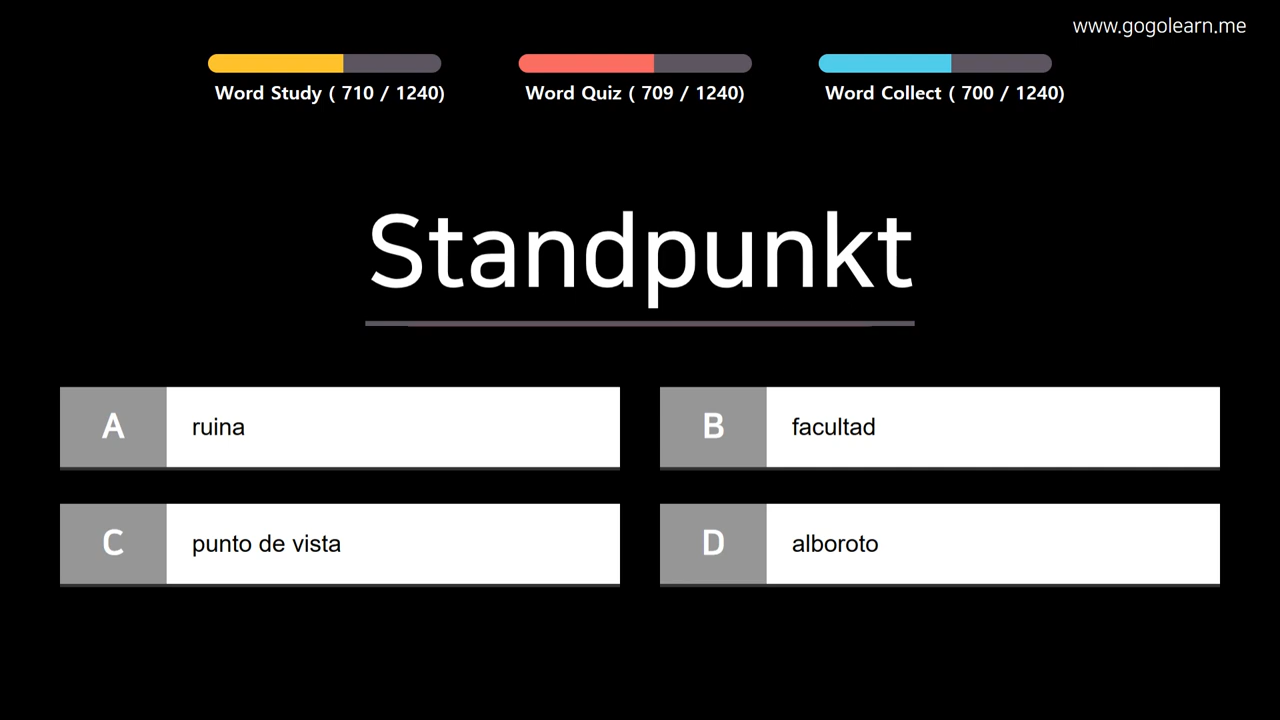 www.gogolearn.me
Word Study ( 710 / 1240)
Word Quiz ( 709 / 1240)
Word Collect ( 700 / 1240)
Standpunkt
A ruina
B facultad
C punto de vista
D alboroto